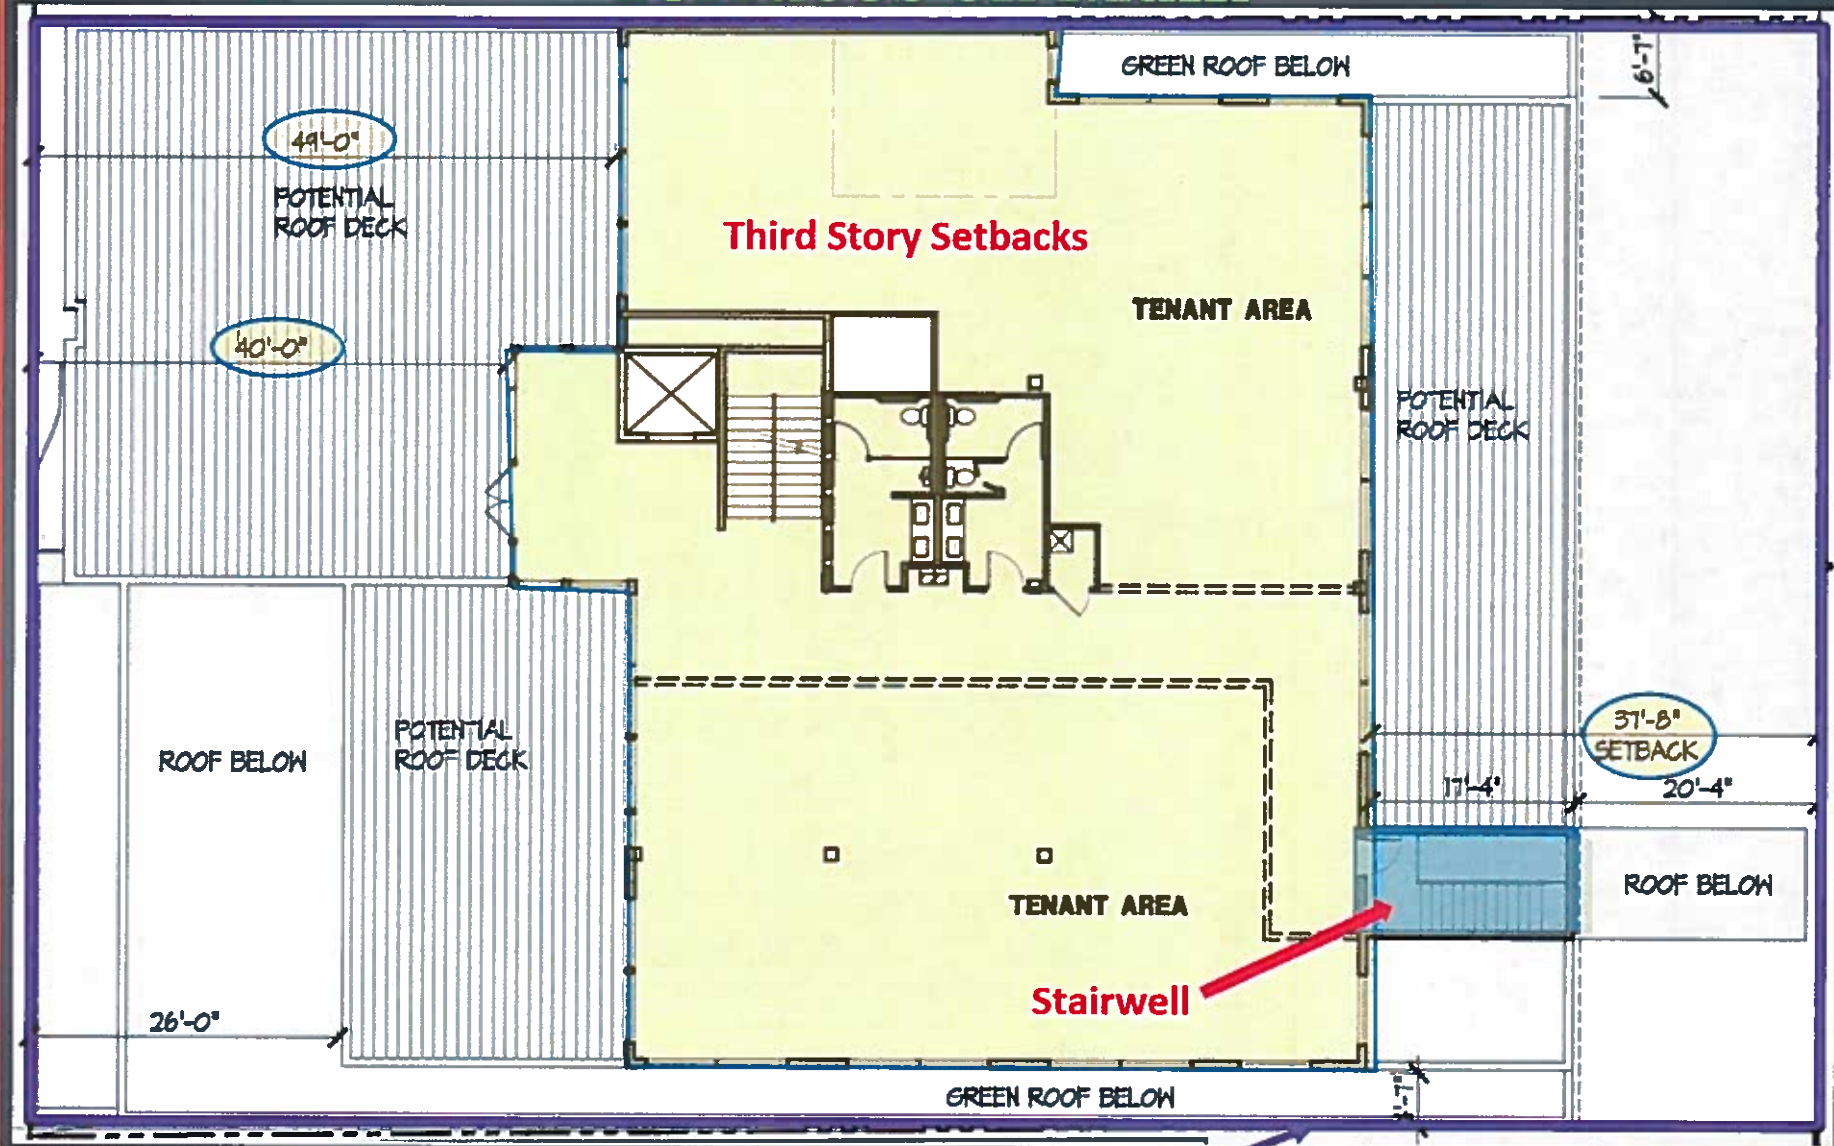 GREEN ROOF BELOW
6'-7"
49'-0"
POTENTIAL
ROOF DECK
Third Story Setbacks
TENANT AREA
40'-0"
POTENTIAL
ROOF DECK
37'-8"
SETBACK
POTENTIAL
ROOF DECK
ROOF BELOW
17'-4"
20'-4"
ROOF BELOW
TENANT AREA
Stairwell
26'-0"
GREEN ROOF BELOW